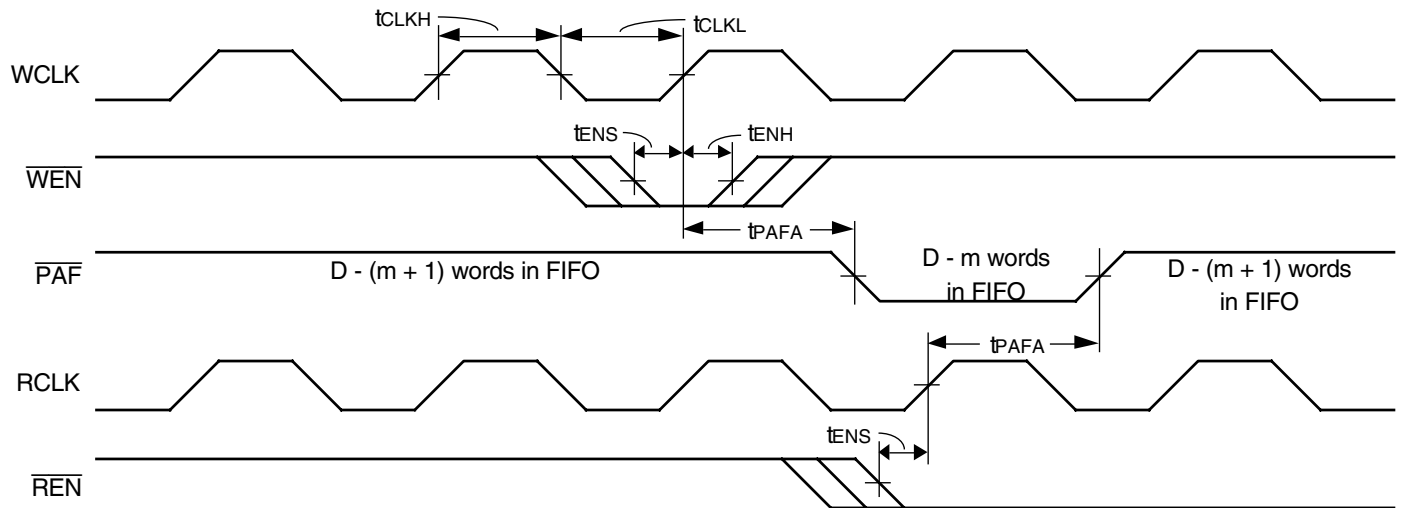 tCLKH
tCLKL
WCLK
tENS
tENH
WEN
tPAFA
PAF
D - (m + 1) words in FIFO
D - m words
in FIFO
D - (m + 1) words
in FIFO
tPAFA
RCLK
tENS
REN